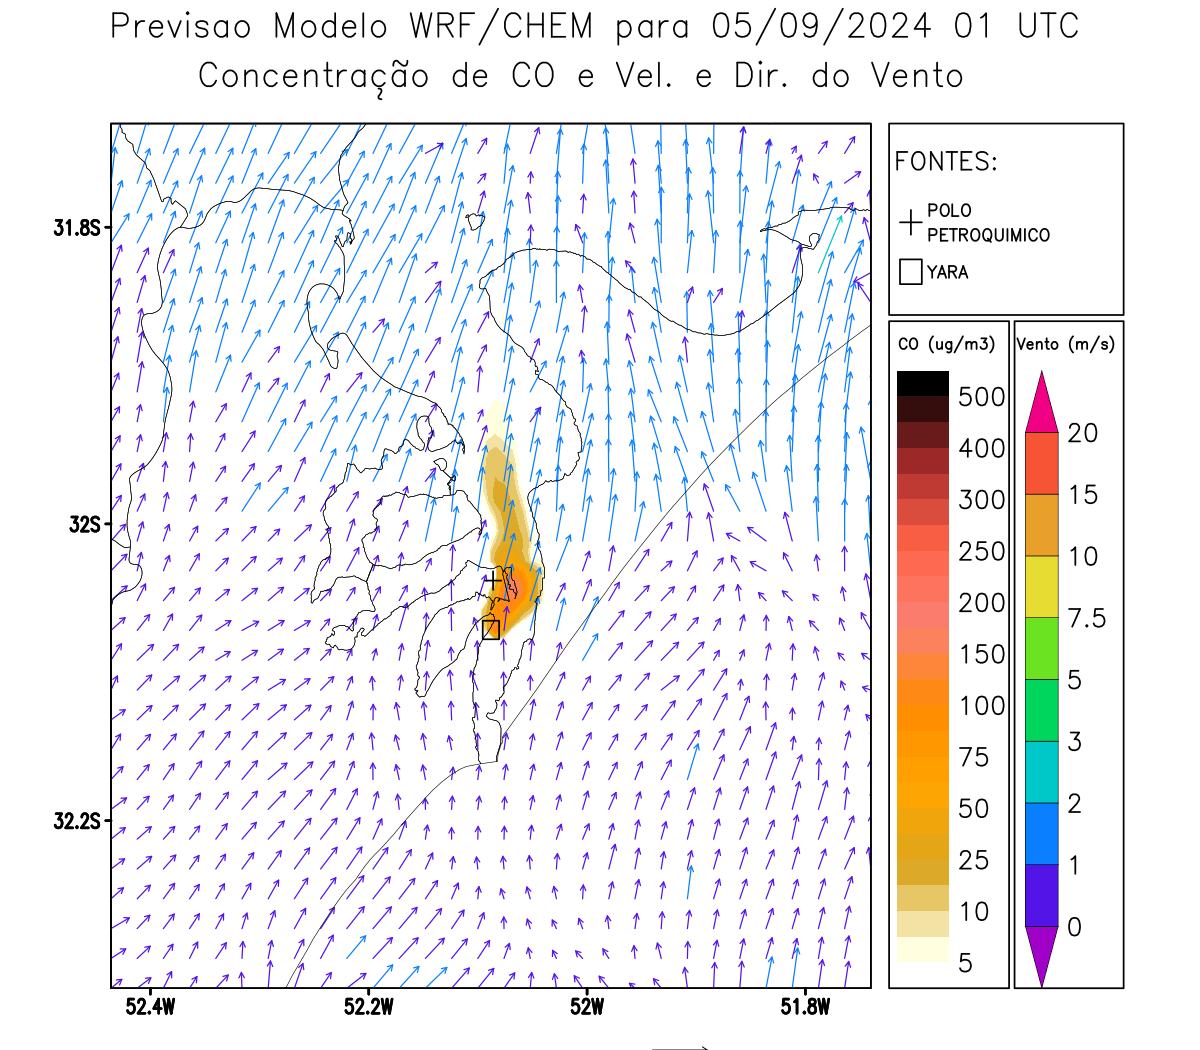 Previsao Modelo WRF/CHEM para 05/09/2024 01 UTC
Concentração de CO e Vel. e Dir. do Vento
FONTES:
POLO
PETROQUIMICO
YARA
CO (ug/m3)
500
400
300
250
200
150
100
75
50
25
10
5
Vento (m/s)
20
15
10
7.5
5
3
2
1
0
31.8S
32S
32.2S
52.4W
52.2W
52W
51.8W